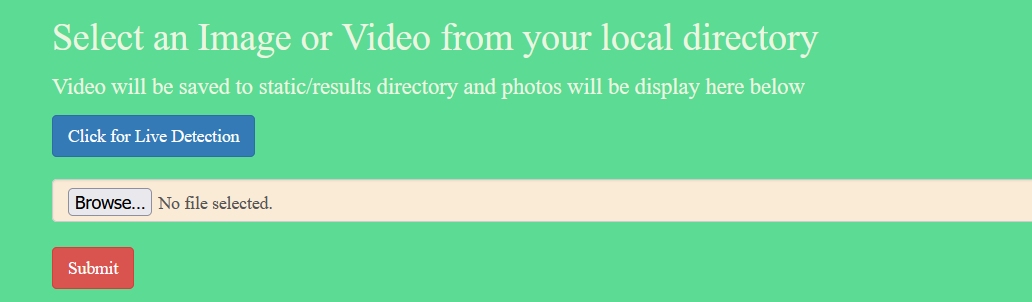 Select an Image or Video from your local directory
Video will be saved to static/results directory and photos will be display here below
Click for Live Detection
Browse... No file selected.
Submit